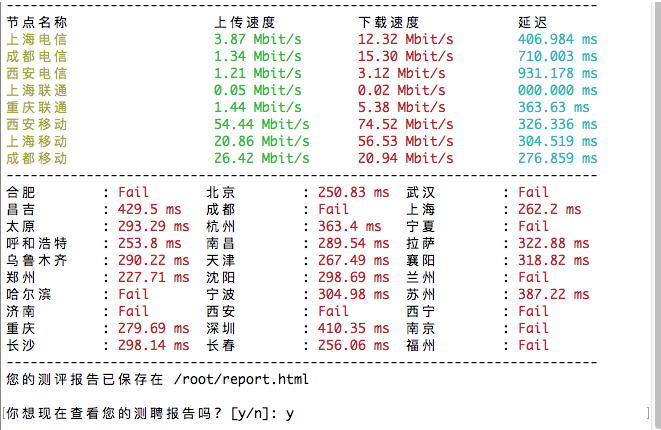 节点名称 上传速度 下载速度 延迟
上海电信 3.87 Mbit/s 12.32 Mbit/s 406.984 ms
成都电信 1.34 Mbit/s 15.30 Mbit/s 710.003 ms
西安电信 1.21 Mbit/s 3.12 Mbit/s 931.178 ms
上海联通 0.05 Mbit/s 0.02 Mbit/s 000.000 ms
重庆联通 1.44 Mbit/s 5.38 Mbit/s 363.63 ms
西安移动 54.44 Mbit/s 74.52 Mbit/s 326.336 ms
上海移动 20.86 Mbit/s 56.53 Mbit/s 304.519 ms
成都移动 26.42 Mbit/s 20.94 Mbit/s 276.859 ms
合肥 : Fail 北京 : 250.83 ms 武汉 : Fail
昌吉 : 429.5 ms 成都 : Fail 上海 : 262.2 ms
太原 : 293.29 ms 杭州 : 363.4 ms 宁夏 : Fail
呼和浩特 : 253.8 ms 南昌 : 289.54 ms 拉萨 : 322.88 ms
乌鲁木齐 : 290.22 ms 天津 : 267.49 ms 襄阳 : 318.82 ms
郑州 : 227.71 ms 沈阳 : 298.69 ms 兰州 : Fail
哈尔滨 : Fail 宁波 : 304.98 ms 苏州 : 387.22 ms
济南 : Fail 西安 : Fail 西宁 : Fail
重庆 : 279.69 ms 深圳 : 410.35 ms 南京 : Fail
长沙 : 298.14 ms 长春 : 256.06 ms 福州 : Fail
您的测评报告已保存在 /root/report.html
你想现在查看您的测聘报告吗? [y/n]: y